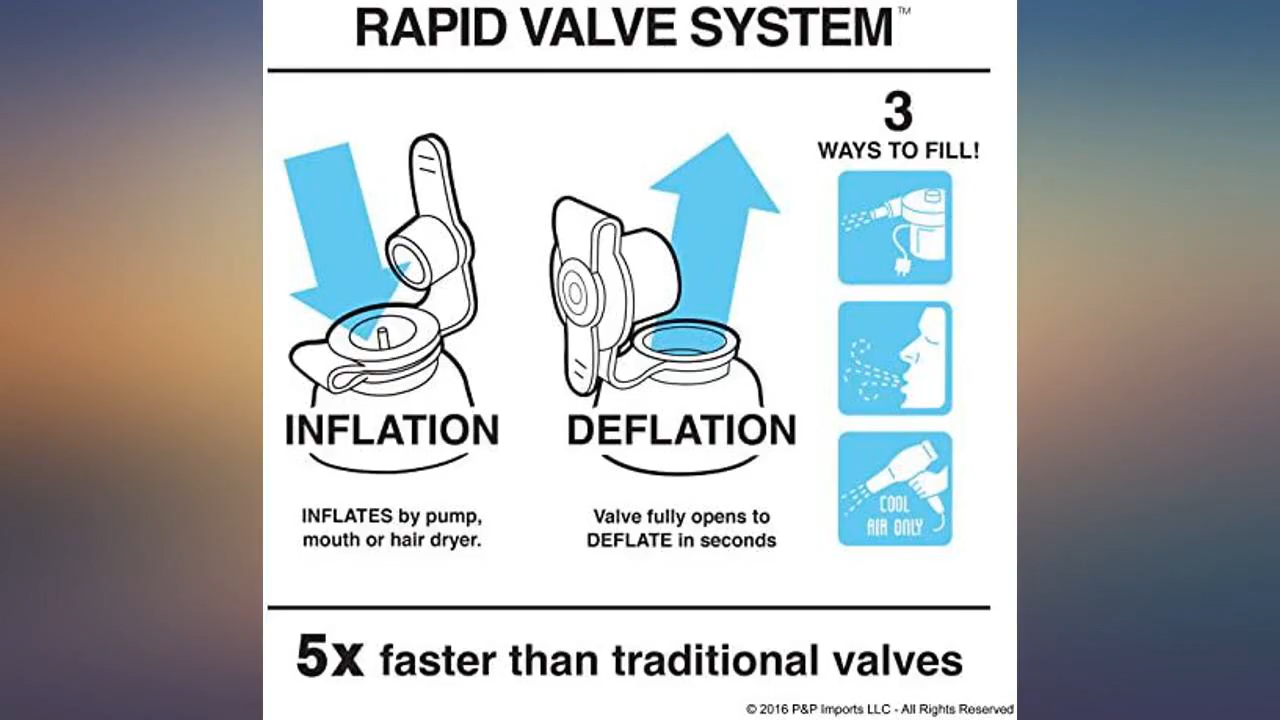 RAPID VALVE SYSTEM™
3
WAYS TO FILL!
INFLATION
DEFLATION
INFLATES by pump,
mouth or hair dryer.
Valve fully opens to
DEFLATE in seconds
COOL
AIR ONLY
5x faster than traditional valves
© 2016 P&P Imports LLC - All Rights Reserved